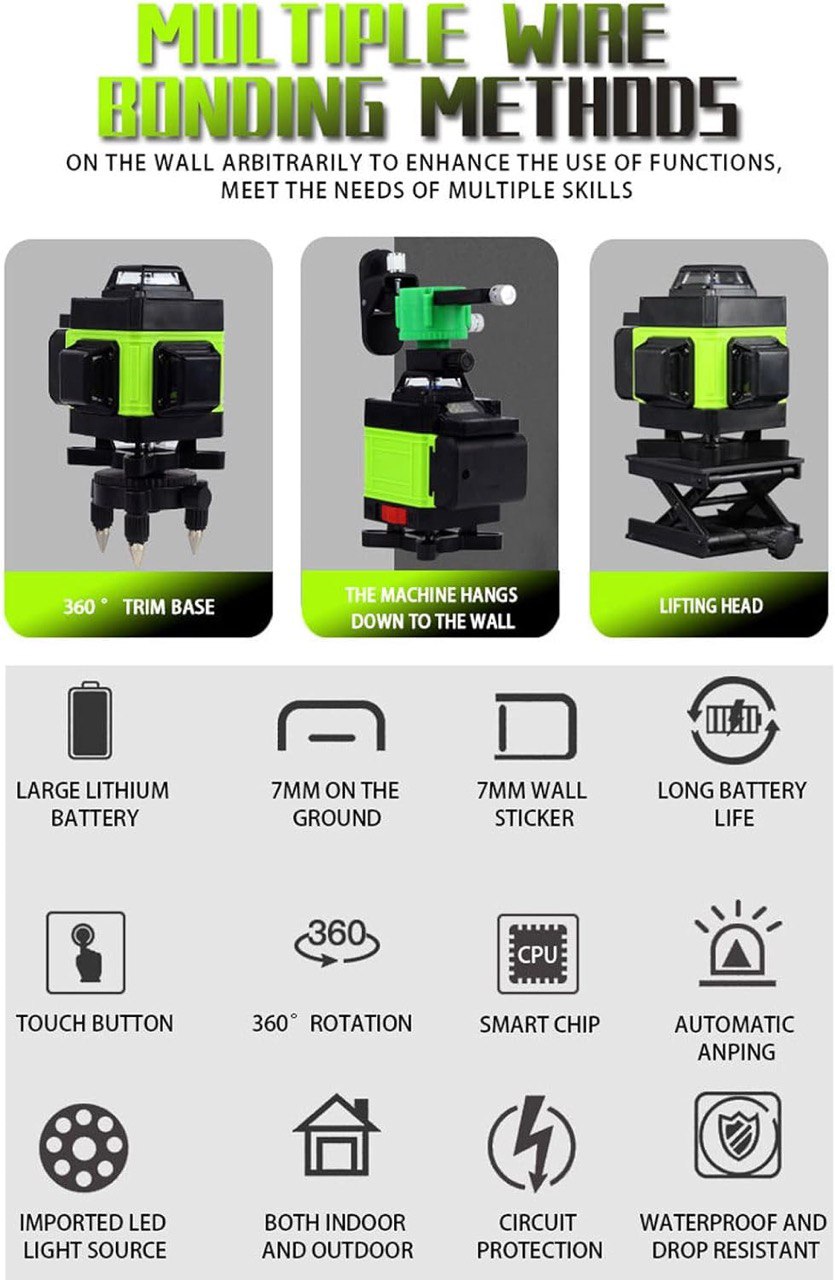 MULTIPLE WIRE
BONDING METHODS
ON THE WALL ARBITRARILY TO ENHANCE THE USE OF FUNCTIONS,
MEET THE NEEDS OF MULTIPLE SKILLS
360° TRIM BASE
THE MACHINE HANGS
DOWN TO THE WALL
LIFTING HEAD
LARGE LITHIUM
BATTERY
7MM ON THE
GROUND
7MM WALL
STICKER
LONG BATTERY
LIFE
360
CPU
TOUCH BUTTON
360° ROTATION
SMART CHIP
AUTOMATIC
ANPING
IMPORTED LED
LIGHT SOURCE
BOTH INDOOR
AND OUTDOOR
CIRCUIT
PROTECTION
WATERPROOF AND
DROP RESISTANT